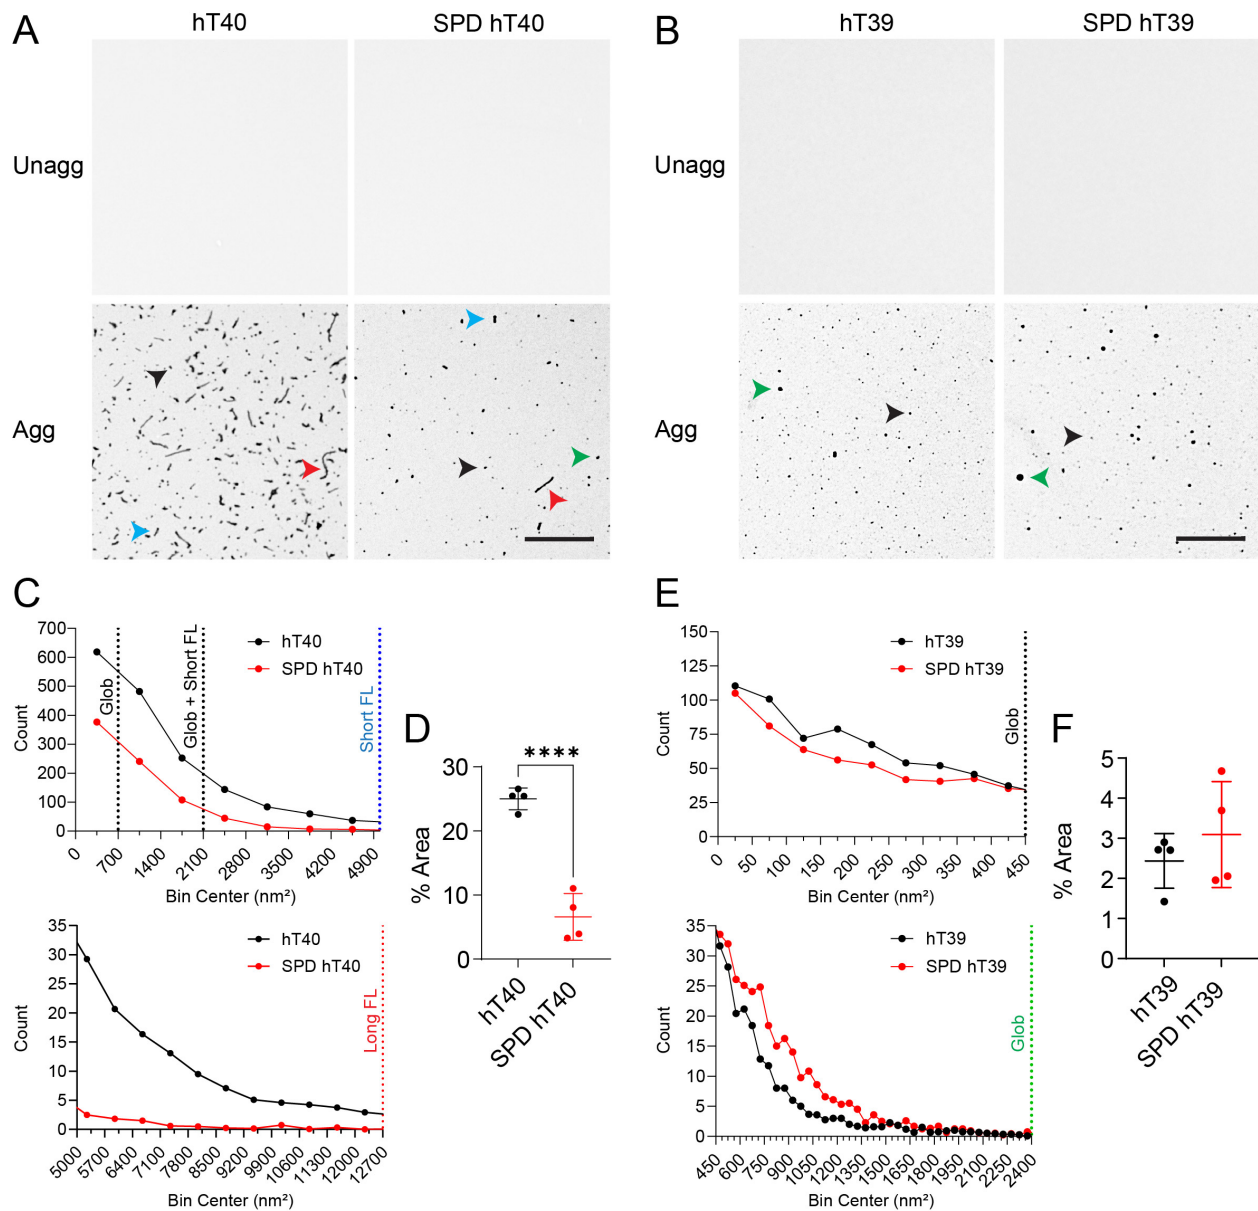 A
hT40
SPD hT40
B
hT39
SPD hT39
Unagg
Unagg
Agg
Agg
C
700
600
500
400
300
200
100
0
Count
hT40
SPD hT40
Glob
Glob + Short FL
Short FL
0
700
1400
2100
2800
3500
4200
4900
Bin Center (nm²)
35
30
25
20
15
10
5
0
Count
hT40
SPD hT40
Long FL
5000
5700
6400
7100
7800
8500
9200
9900
10600
11300
12000
12700
Bin Center (nm²)
D
30
20
10
0
% Area
****
hT40
SPD hT40
E
150
125
100
75
50
25
0
Count
hT39
SPD hT39
Glob
0
50
100
150
200
250
300
350
400
450
Bin Center (nm²)
35
30
25
20
15
10
5
0
Count
hT39
SPD hT39
Glob
450
600
750
900
1050
1200
1350
1500
1650
1800
1950
2100
2250
2400
Bin Center (nm²)
F
5
4
3
2
1
0
% Area
hT39
SPD hT39